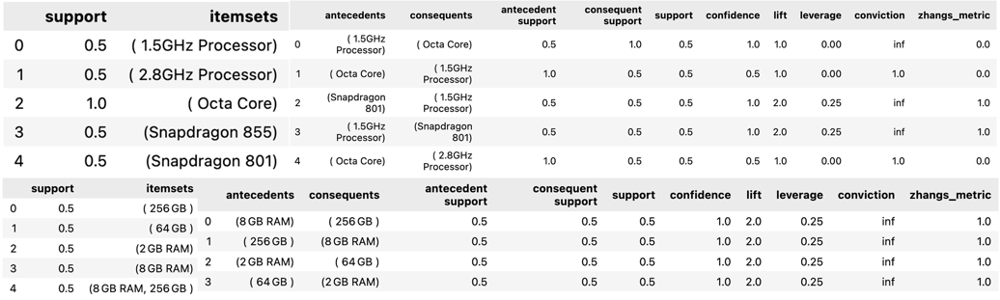 support itemsets
0 0.5 ( 1.5GHz Processor)
1 0.5 ( 2.8GHz Processor)
2 1.0 ( Octa Core)
3 0.5 (Snapdragon 855)
4 0.5 (Snapdragon 801)
antecedents consequents antecedent support consequent support support confidence lift leverage conviction zhangs_metric
0 ( 1.5GHz Processor) ( Octa Core) 0.5 1.0 0.5 1.0 1.0 0.00 inf 0.0
1 ( Octa Core) ( 1.5GHz Processor) 1.0 0.5 0.5 0.5 1.0 0.00 1.0 0.0
2 (Snapdragon 801) ( 1.5GHz Processor) 0.5 0.5 0.5 1.0 2.0 0.25 inf 1.0
3 ( 1.5GHz Processor) (Snapdragon 801) 0.5 0.5 0.5 1.0 2.0 0.25 inf 1.0
4 ( Octa Core) ( 2.8GHz Processor) 1.0 0.5 0.5 0.5 1.0 0.00 1.0 0.0
support itemsets
0 0.5 ( 256 GB )
1 0.5 ( 64 GB )
2 0.5 (2 GB RAM)
3 0.5 (8 GB RAM)
4 0.5 (8 GB RAM, 256 GB )
antecedents consequents antecedent support consequent support support confidence lift leverage conviction zhangs_metric
0 (8 GB RAM) ( 256 GB ) 0.5 0.5 0.5 1.0 2.0 0.25 inf 1.0
1 ( 256 GB ) (8 GB RAM) 0.5 0.5 0.5 1.0 2.0 0.25 inf 1.0
2 (2 GB RAM) ( 64 GB ) 0.5 0.5 0.5 1.0 2.0 0.25 inf 1.0
3 ( 64 GB ) (2 GB RAM) 0.5 0.5 0.5 1.0 2.0 0.25 inf 1.0